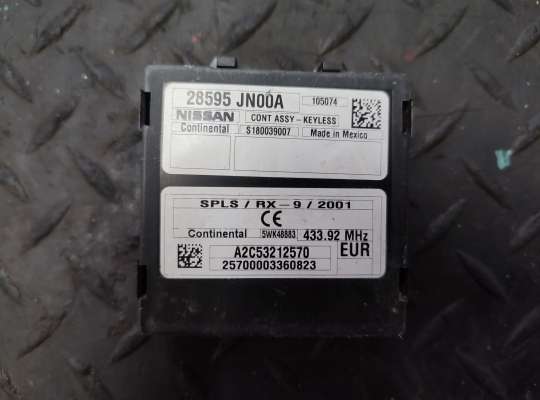 28595 JN00A 105074
NISSAN CONT ASSY-KEYLESS
Continental S180039007 Made in Mexico
SPLS / RX-9 / 2001
CE
Continental 5WK48883 433.92 MHz
A2C53212570 EUR
25700003360823